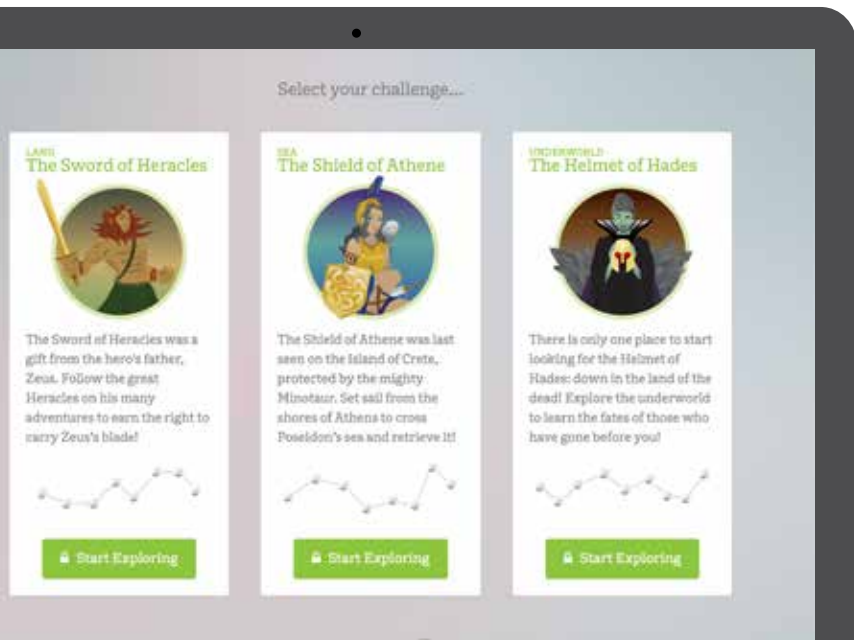 Select your challenge...
LAND
The Sword of Heracles
The Sword of Heracles was a
gift from the hero's father,
Zeus. Follow the great
Heracles on his many
adventures to earn the right to
carry Zeus's blade!
Start Exploring
SEA
The Shield of Athene
The Shield of Athene was last
seen on the Island of Crete,
protected by the mighty
Minotaur. Set sail from the
shores of Athens to cross
Poseidon's sea and retrieve it!
Start Exploring
UNDERWORLD
The Helmet of Hades
There is only one place to start
looking for the Helmet of
Hades: down in the land of the
dead! Explore the underworld
to learn the fates of those who
have gone before you!
Start Exploring